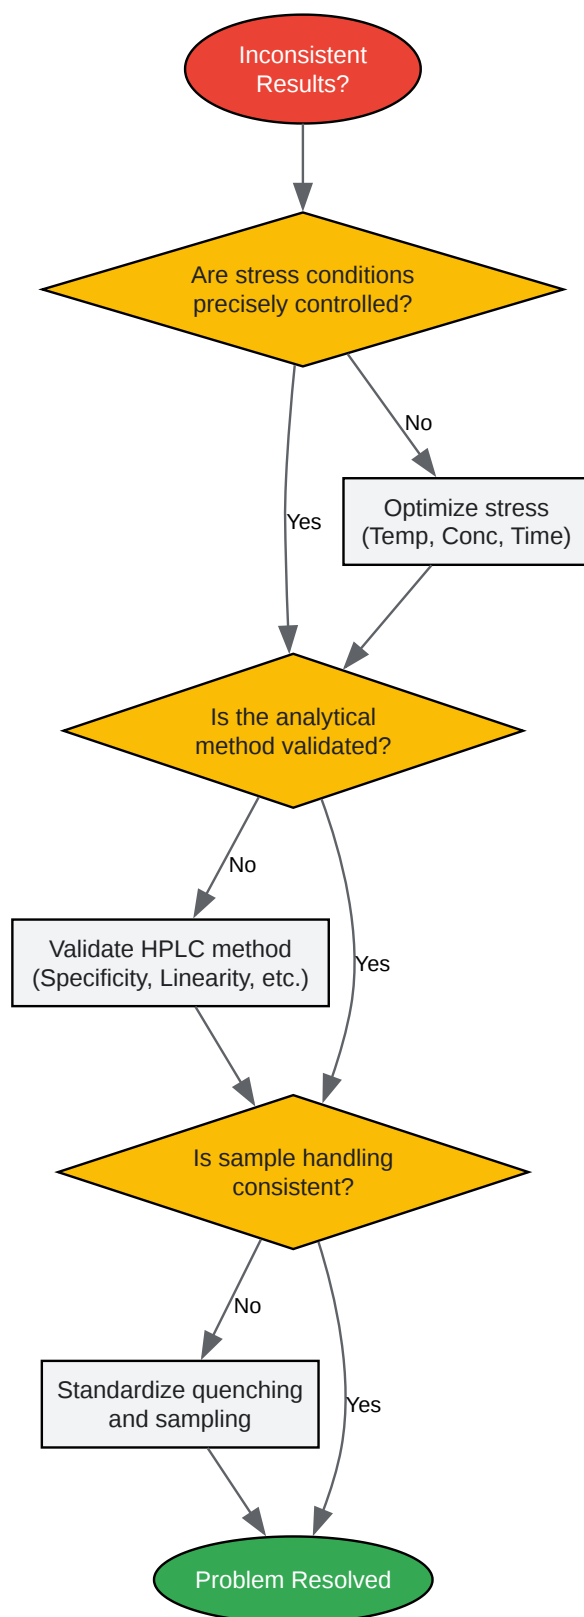 Inconsistent
Results?
Are stress conditions
precisely controlled?
No
Optimize stress
(Temp, Conc, Time)
Yes
Is the analytical
method validated?
No
Validate HPLC method
(Specificity, Linearity, etc.)
Yes
Is sample handling
consistent?
No
Standardize quenching
and sampling
Yes
Problem Resolved